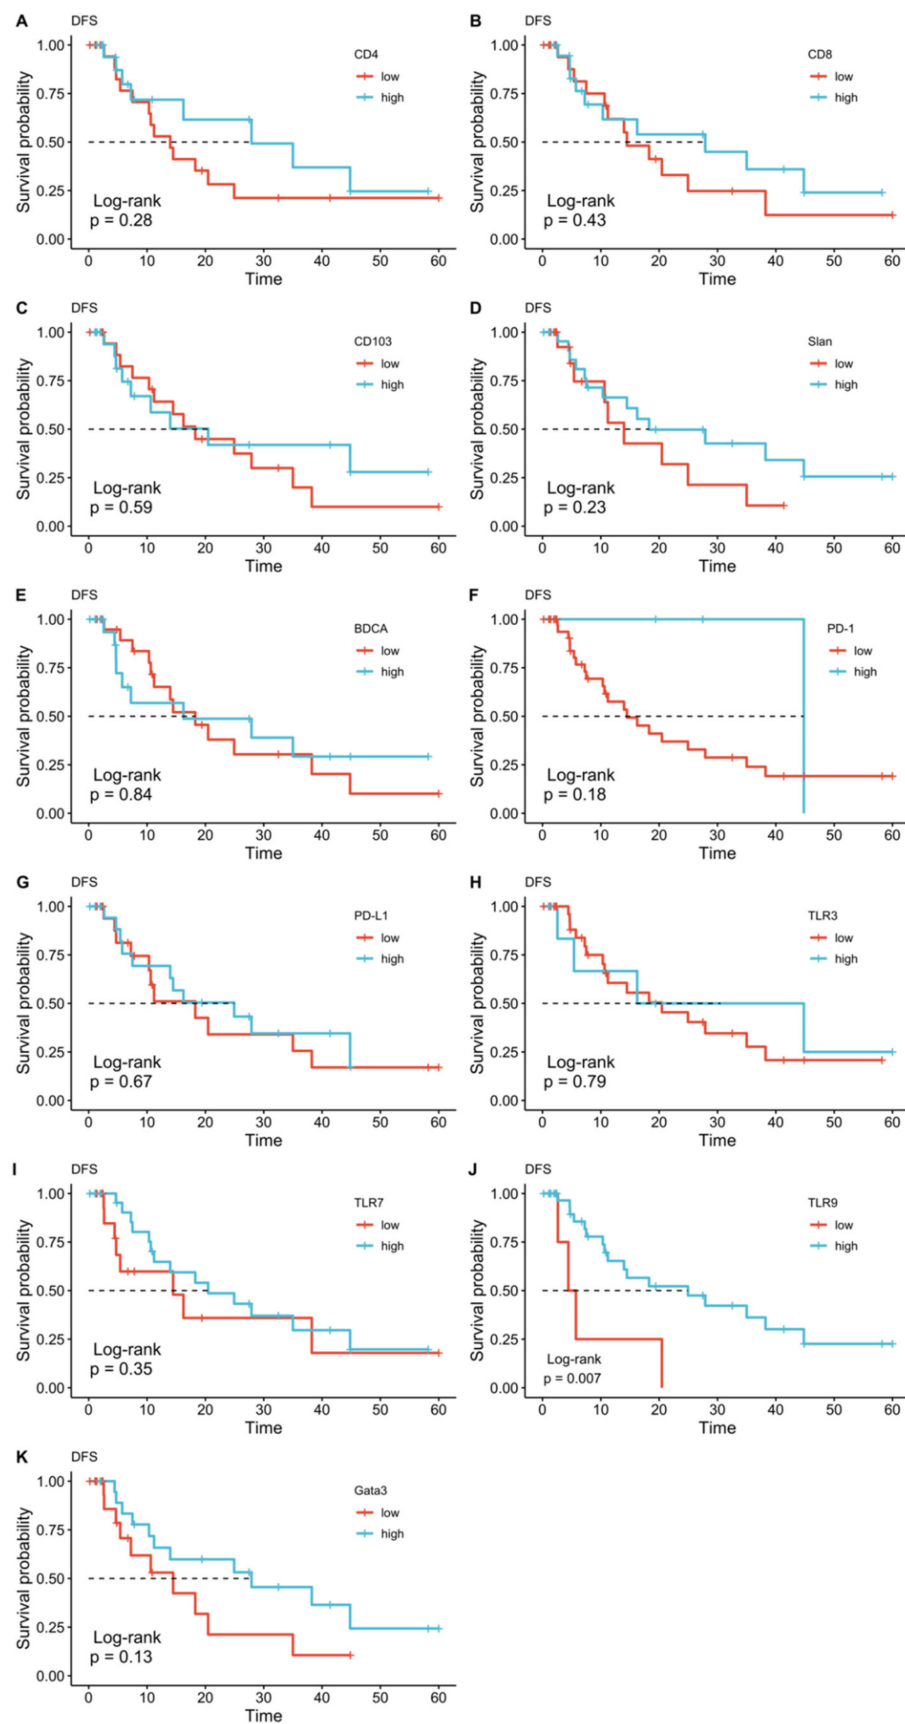 A
DFS
CD4
low
high
Survival probability
1.00
0.75
0.50
0.25
0.00
Log-rank
p = 0.28
0 10 20 30 40 50 60
Time
B
DFS
CD8
low
high
Survival probability
1.00
0.75
0.50
0.25
0.00
Log-rank
p = 0.43
0 10 20 30 40 50 60
Time
C
DFS
CD103
low
high
Survival probability
1.00
0.75
0.50
0.25
0.00
Log-rank
p = 0.59
0 10 20 30 40 50 60
Time
D
DFS
Slan
low
high
Survival probability
1.00
0.75
0.50
0.25
0.00
Log-rank
p = 0.23
0 10 20 30 40 50 60
Time
E
DFS
BDCA
low
high
Survival probability
1.00
0.75
0.50
0.25
0.00
Log-rank
p = 0.84
0 10 20 30 40 50 60
Time
F
DFS
PD-1
low
high
Survival probability
1.00
0.75
0.50
0.25
0.00
Log-rank
p = 0.18
0 10 20 30 40 50 60
Time
G
DFS
PD-L1
low
high
Survival probability
1.00
0.75
0.50
0.25
0.00
Log-rank
p = 0.67
0 10 20 30 40 50 60
Time
H
DFS
TLR3
low
high
Survival probability
1.00
0.75
0.50
0.25
0.00
Log-rank
p = 0.79
0 10 20 30 40 50 60
Time
I
DFS
TLR7
low
high
Survival probability
1.00
0.75
0.50
0.25
0.00
Log-rank
p = 0.35
0 10 20 30 40 50 60
Time
J
DFS
TLR9
low
high
Survival probability
1.00
0.75
0.50
0.25
0.00
Log-rank
p = 0.007
0 10 20 30 40 50 60
Time
K
DFS
Gata3
low
high
Survival probability
1.00
0.75
0.50
0.25
0.00
Log-rank
p = 0.13
0 10 20 30 40 50 60
Time